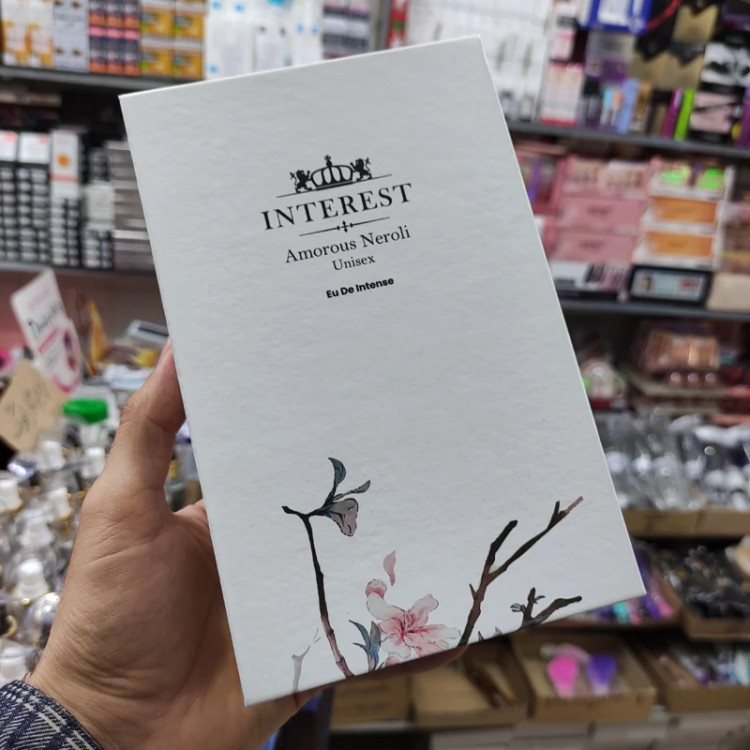 INTEREST
Amorous Neroli
Unisex
Eu De Intense